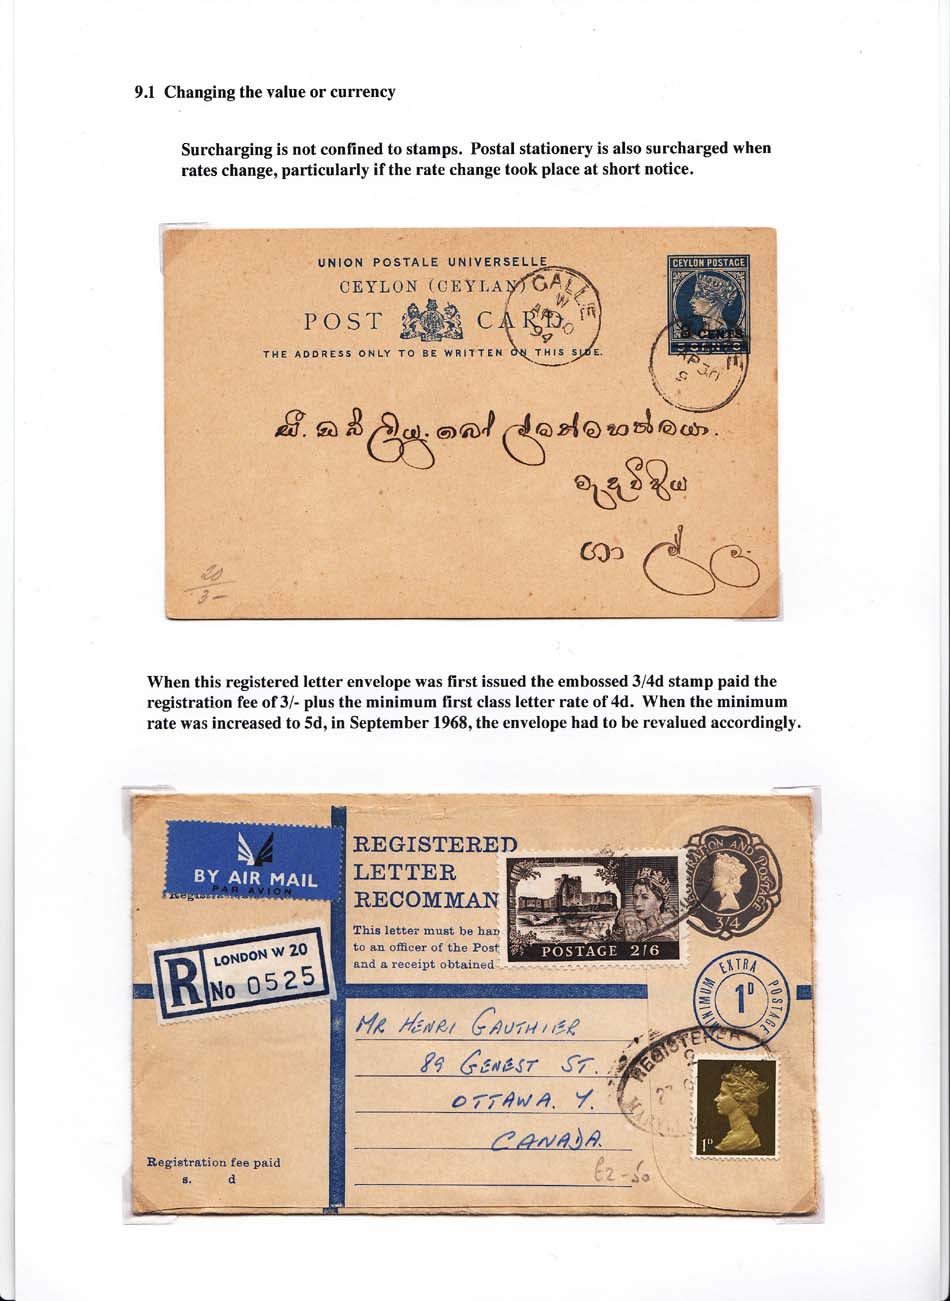 9.1 Changing the value or currency
Surcharging is not confined to stamps. Postal stationery is also surcharged when
rates change, particularly if the rate change took place at short notice.
UNION POSTALE UNIVERSELLE
CEYLON (CEYLAN)
POST CARD
THE ADDRESS ONLY TO BE WRITTEN ON THIS SIDE.
GALLE
W
AP 30
94
CEYLON POSTAGE
3 CENTS
AP 30
මැදවීදිය
ගාල්ල
20
3-
When this registered letter envelope was first issued the embossed 3/4d stamp paid the
registration fee of 3/- plus the minimum first class letter rate of 4d. When the minimum
rate was increased to 5d, in September 1968, the envelope had to be revalued accordingly.
BY AIR MAIL
PAR AVION
R
LONDON W 20
No 0525
REGISTERED
LETTER
RECOMMAN
This letter must be han
to an officer of the Post
and a receipt obtained
POSTAGE 2/6
AND POSTAGE
3/4
MINIMUM EXTRA POSTAGE
1D
REGISTERED
1D
MR HENRI GAUTHIER
89 GENEST ST.
OTTAWA. 7.
CANADA.
£2-50
Registration fee paid
s. d